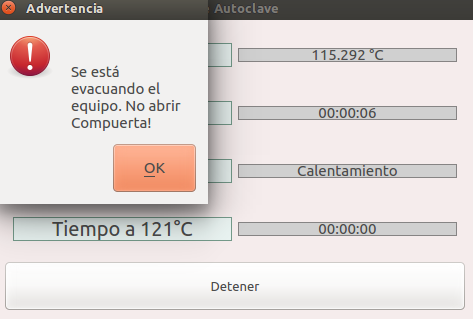 Advertencia
Autoclave
Se está
evacuando el
equipo. No abrir
Compuerta!
OK
115.292 °C
00:00:06
Calentamiento
Tiempo a 121°C
00:00:00
Detener